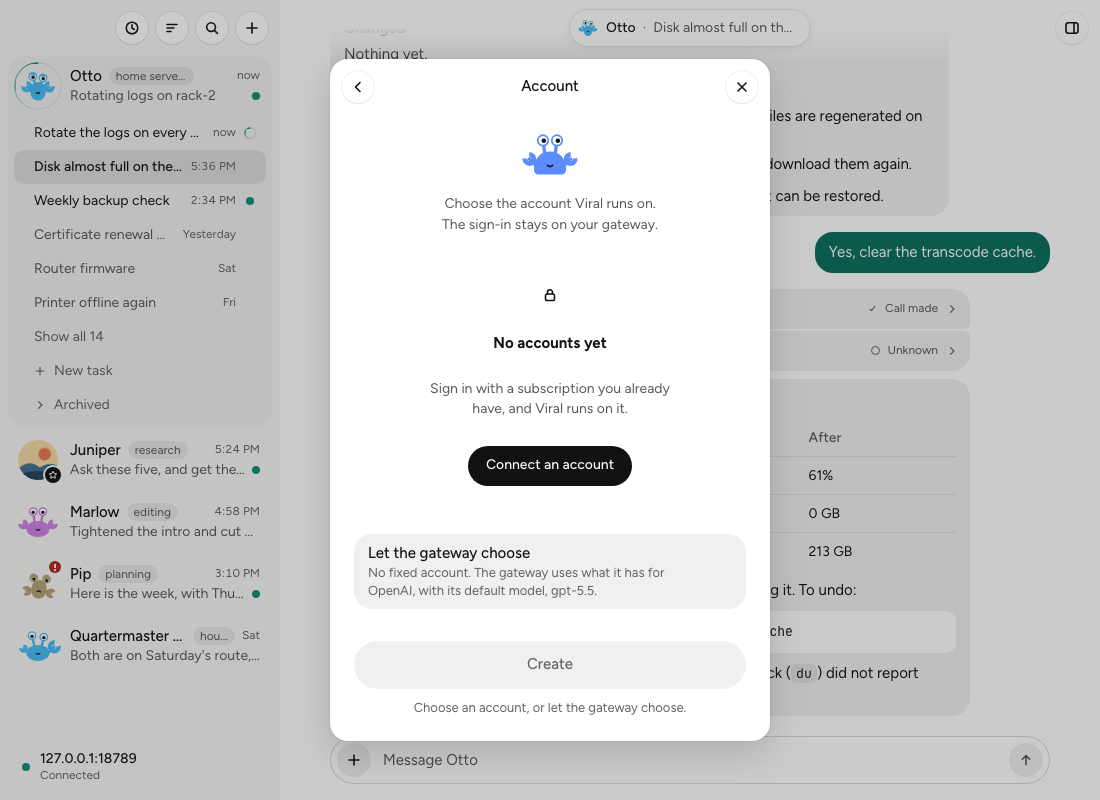 Otto · Disk almost full on th...
Otto home serve... now
Rotating logs on rack-2
Rotate the logs on every ... now
Disk almost full on the... 5:36 PM
Weekly backup check 2:34 PM
Certificate renewal ... Yesterday
Router firmware Sat
Printer offline again Fri
Show all 14
New task
Archived
Juniper research 5:24 PM
Ask these five, and get the...
Marlow editing 4:58 PM
Tightened the intro and cut ...
Pip planning 3:10 PM
Here is the week, with Thu...
Quartermaster ... hou... Sat
Both are on Saturday's route,...
127.0.0.1:18789
Connected
Changed
Nothing yet.
Account
Choose the account Viral runs on.
The sign-in stays on your gateway.
No accounts yet
Sign in with a subscription you already
have, and Viral runs on it.
Connect an account
Let the gateway choose
No fixed account. The gateway uses what it has for
OpenAI, with its default model, gpt-5.5.
Create
Choose an account, or let the gateway choose.
are regenerated on
download them again.
can be restored.
Yes, clear the transcode cache.
Call made
Unknown
After
61%
0 GB
213 GB
it. To undo:
(du) did not report
Message Otto